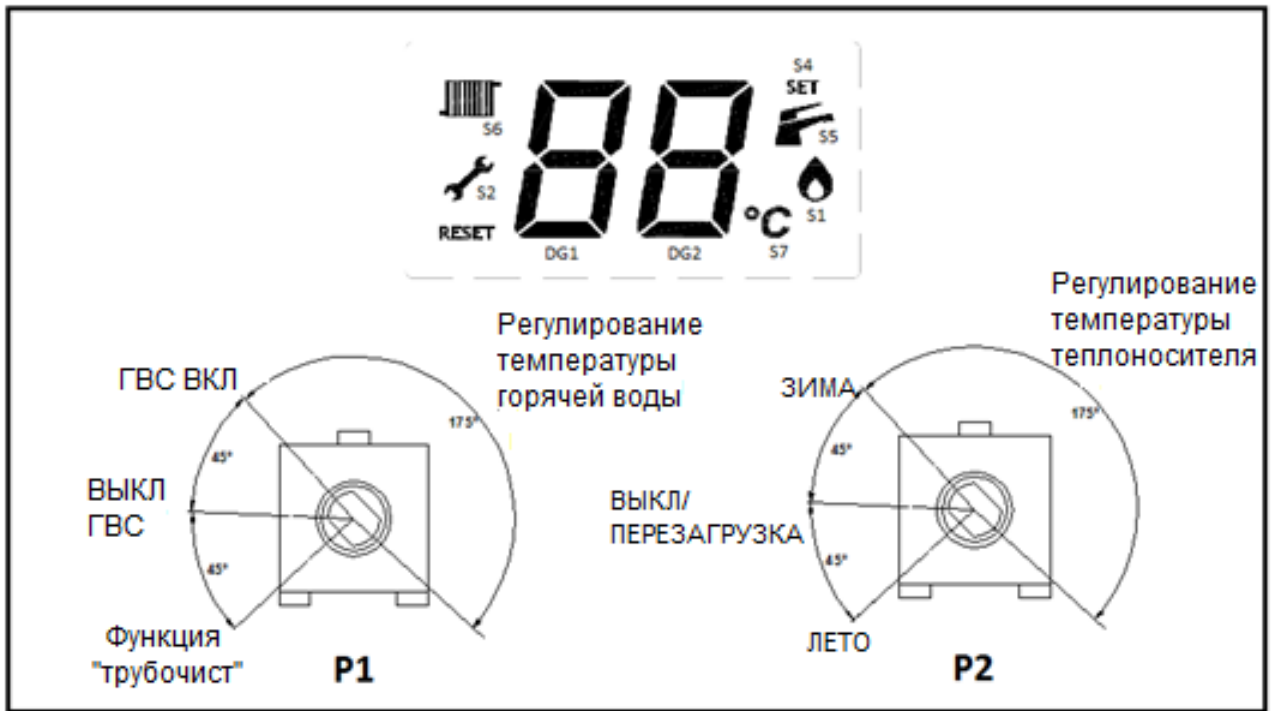 S4
SET
S6
S5
88
S2
S1
RESET
°C
DG1
DG2
S7
Регулирование
температуры
горячей воды
Регулирование
температуры
теплоносителя
ГВС ВКЛ
175°
45°
ВЫКЛ
ГВС
45°
Функция
"трубочист"
P1
ЗИМА
175°
45°
ВЫКЛ/
ПЕРЕЗАГРУЗКА
45°
ЛЕТО
P2